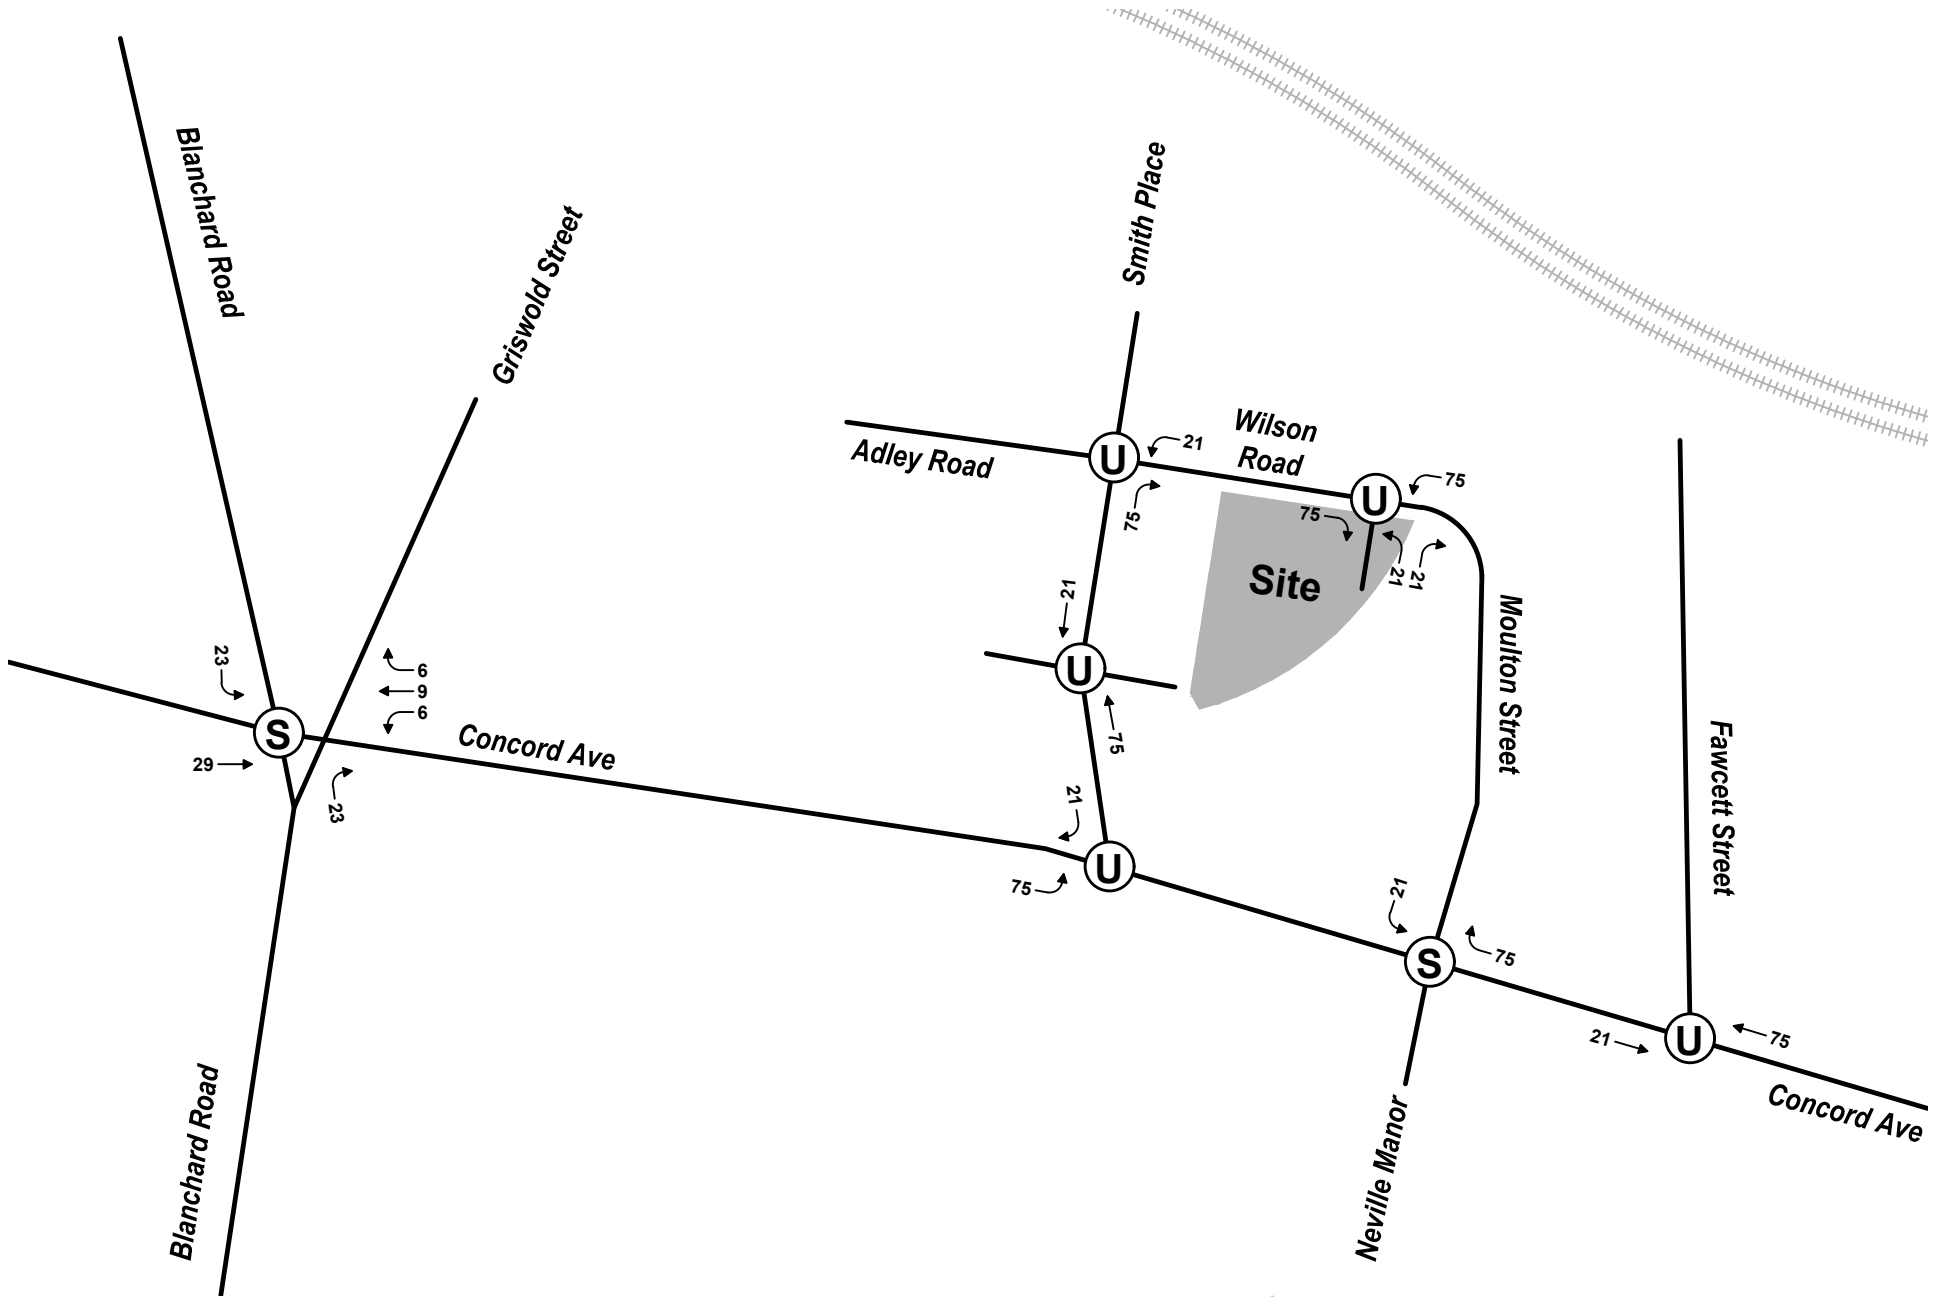 Blanchard Road
Smith Place
Griswold Street
Wilson
Road
Adley Road
U
21
75
U
75
75
21
21
Site
21
U
75
Moulton Street
23
S
29
6
9
6
23
Concord Ave
21
U
75
Fawcett Street
21
S
75
21
U
75
Concord Ave
Blanchard Road
Neville Manor